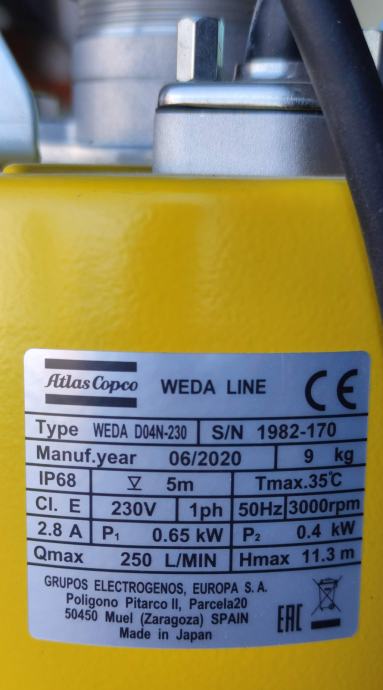 Atlas Copco WEDA LINE CE
Type WEDA D04N-230 S/N 1982-170
Manuf.year 06/2020 9 kg
IP68 5m Tmax.35℃
Cl. E 230V 1ph 50Hz 3000rpm
2.8 A P₁ 0.65 kW P₂ 0.4 kW
Qmax 250 L/MIN Hmax 11.3 m
GRUPOS ELECTROGENOS, EUROPA S. A.
Poligono Pitarco II, Parcela20
50450 Muel (Zaragoza) SPAIN
Made in Japan
EAC